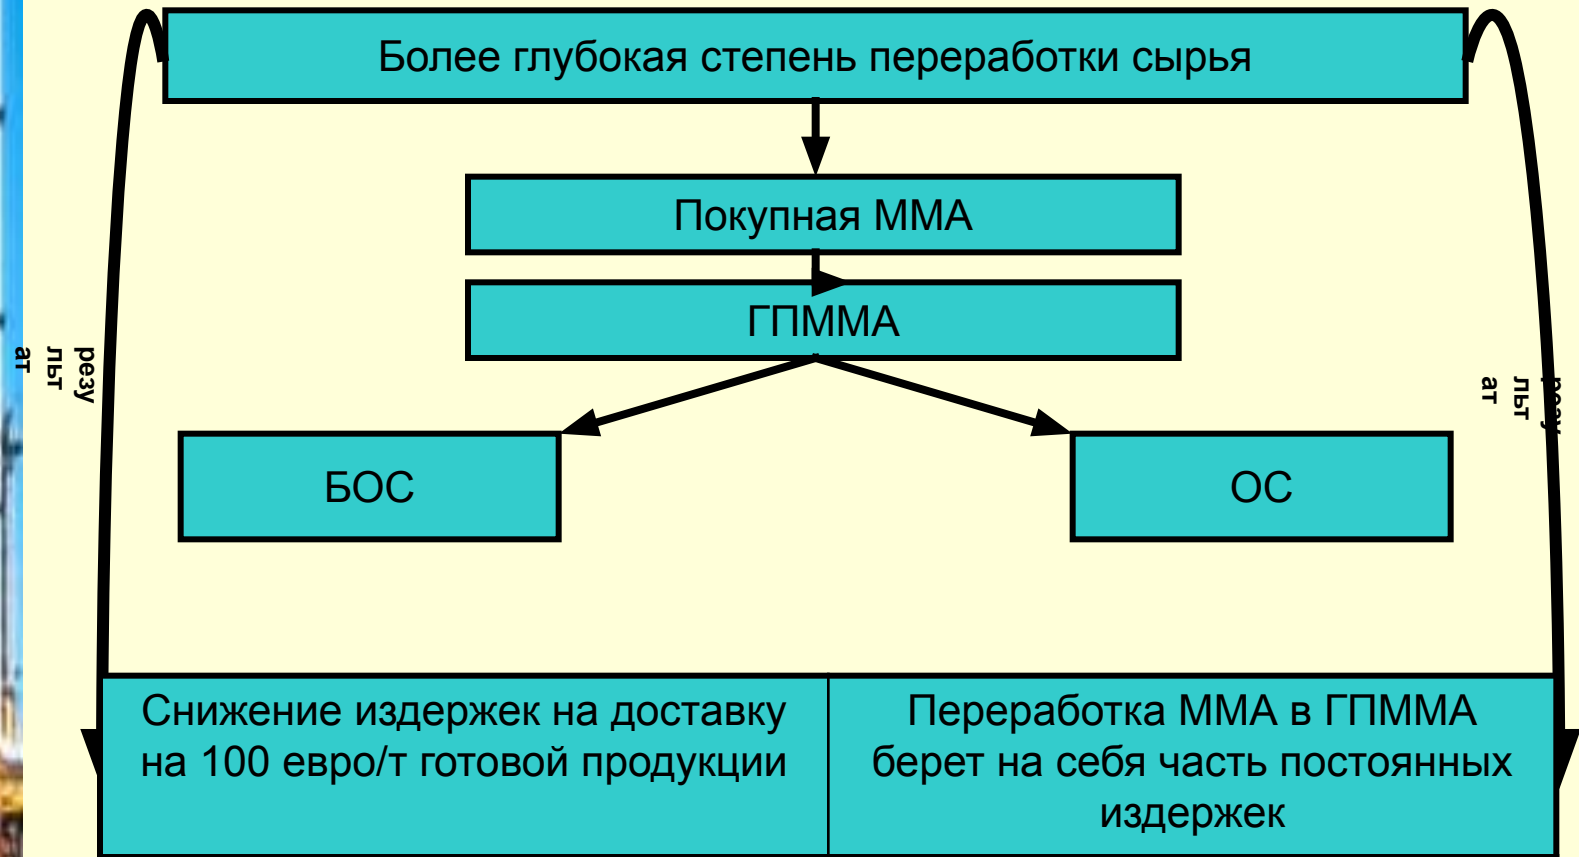 Более глубокая степень переработки сырья
Покупная ММА
ГПММА
резу
льт
ат
резу
льт
ат
БОС
ОС
Снижение издержек на доставку
на 100 евро/т готовой продукции
Переработка ММА в ГПММА
берет на себя часть постоянных
издержек